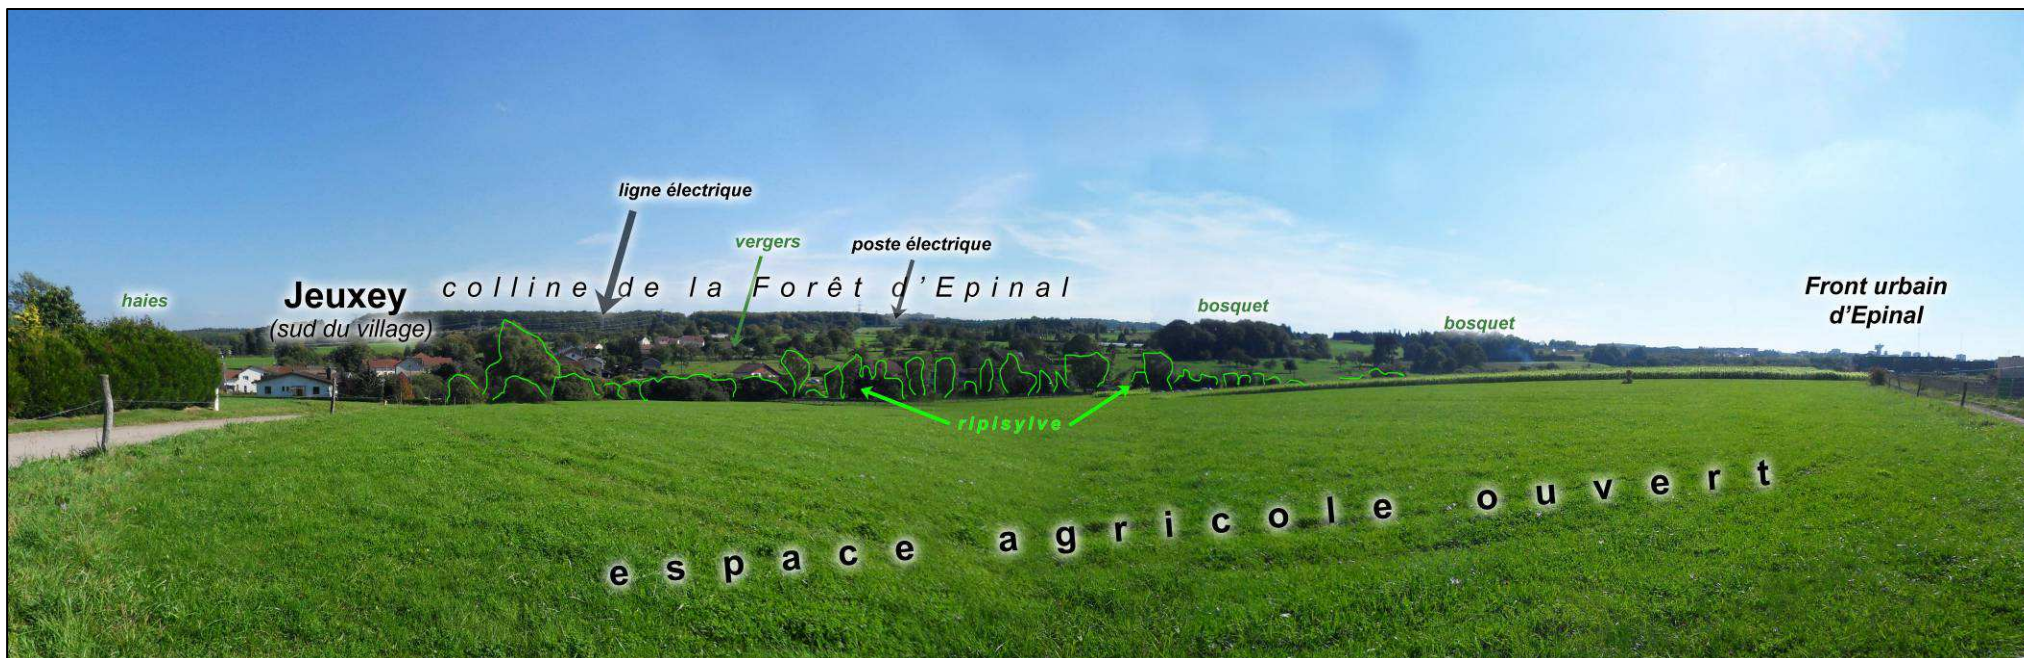 ligne électrique
vergers
poste électrique
haies
Jeuxey
(sud du village)
colline de la Forêt d'Epinal
bosquet
bosquet
Front urbain
d'Epinal
ripisylve
espace agricole ouvert